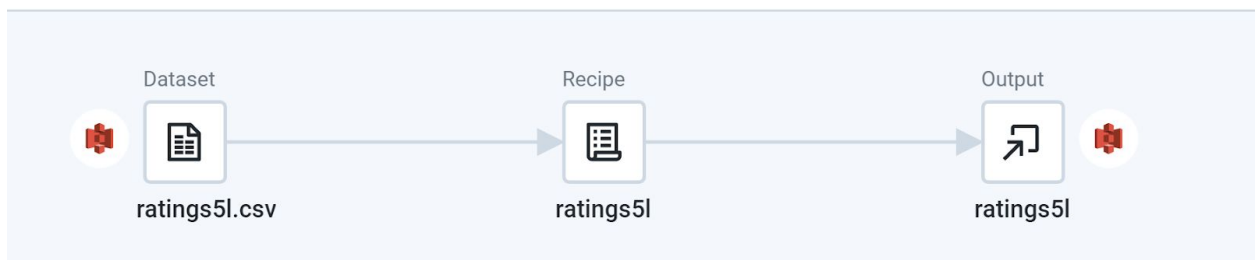 Dataset
Recipe
Output
ratings5l.csv
ratings5l
ratings5l